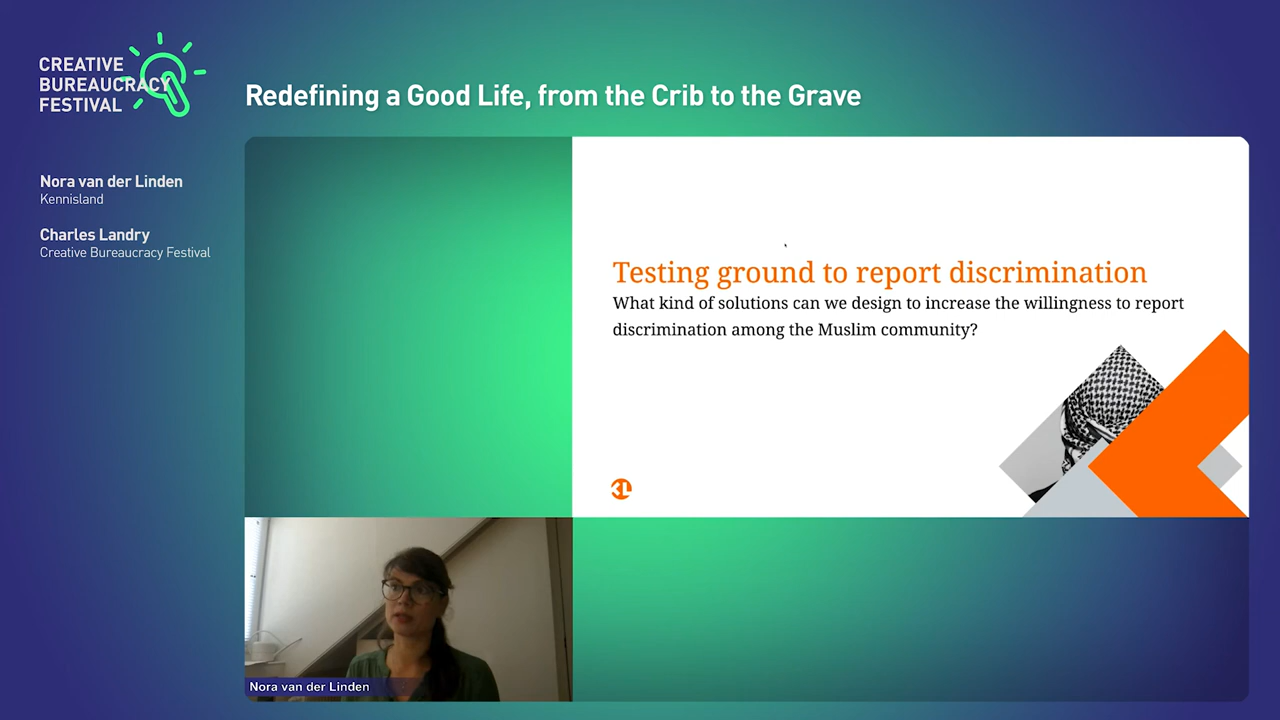 CREATIVE
BUREAUCRACY
FESTIVAL
Redefining a Good Life, from the Crib to the Grave
Nora van der Linden
Kennisland
Charles Landry
Creative Bureaucracy Festival
Testing ground to report discrimination
What kind of solutions can we design to increase the willingness to report
discrimination among the Muslim community?
KL
Nora van der Linden